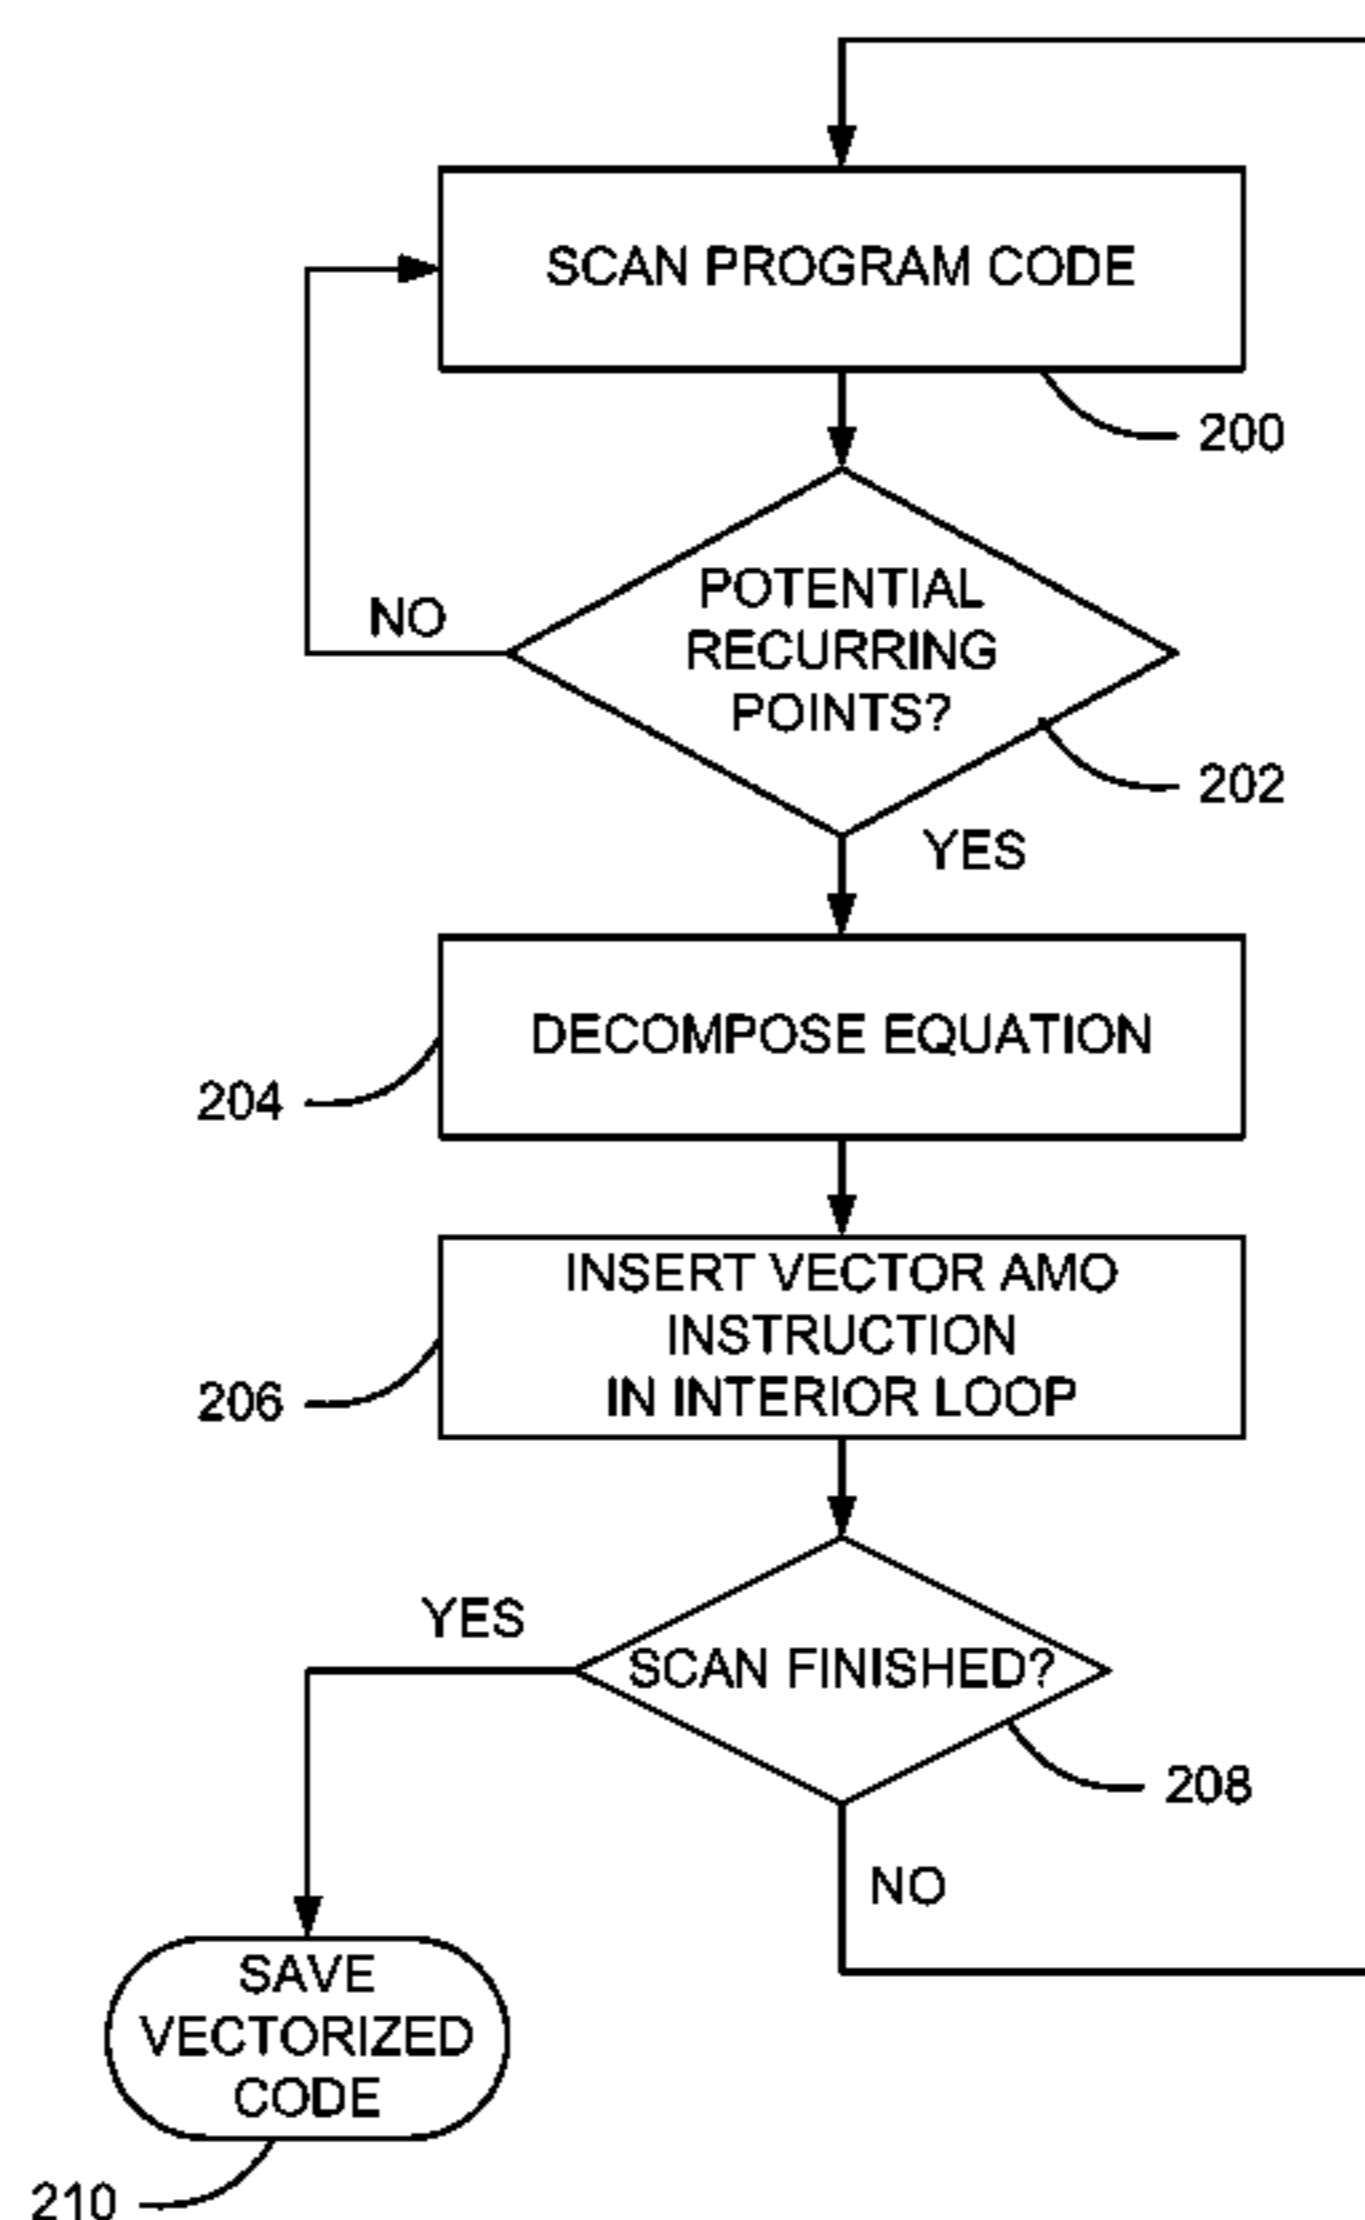 SCAN PROGRAM CODE
200
POTENTIAL
RECURRING
POINTS?
NO
202
YES
DECOMPOSE EQUATION
204
INSERT VECTOR AMO
INSTRUCTION
IN INTERIOR LOOP
206
YES
SCAN FINISHED?
208
NO
SAVE
VECTORIZED
CODE
210